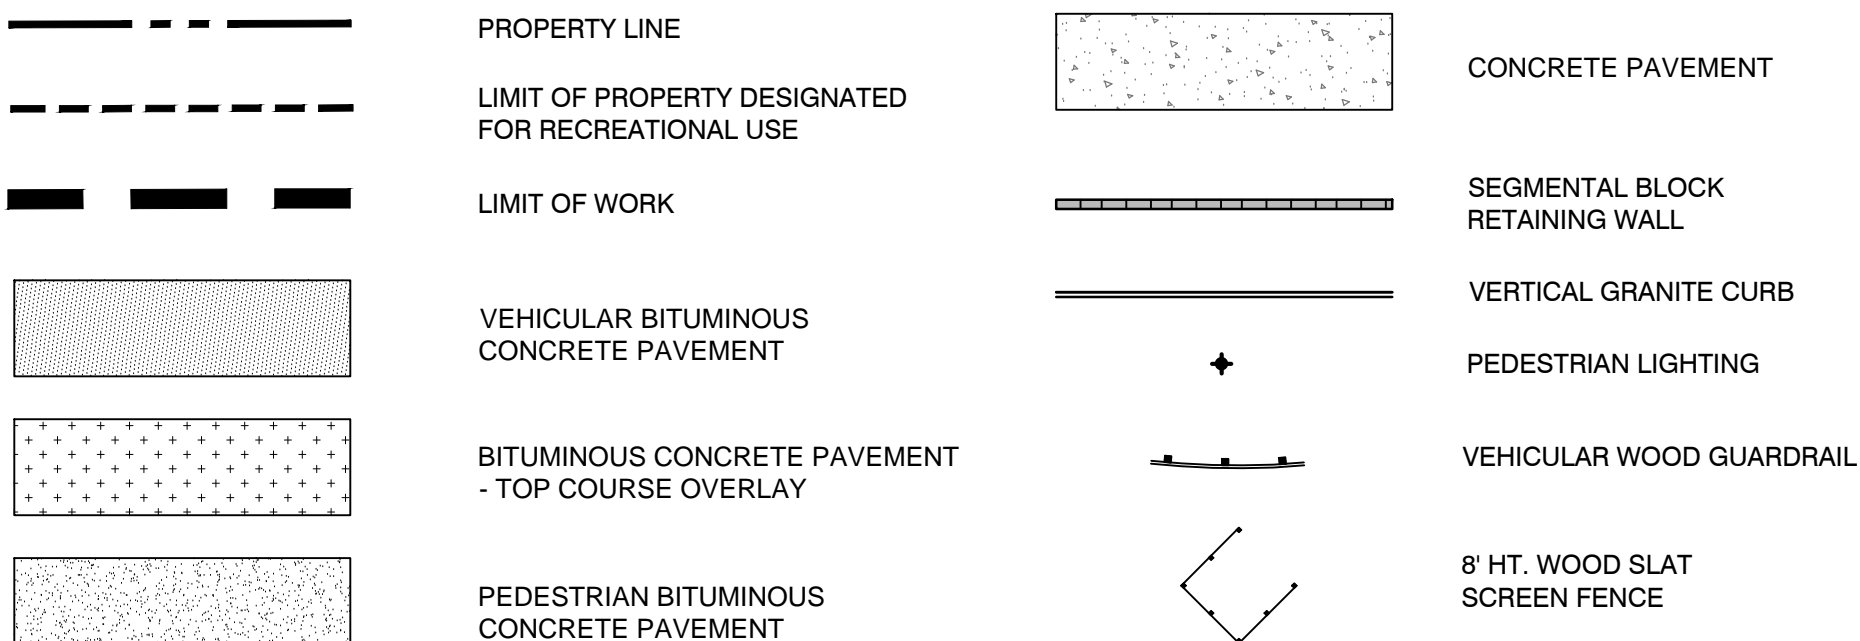 PROPERTY LINE
LIMIT OF PROPERTY DESIGNATED
FOR RECREATIONAL USE
LIMIT OF WORK
VEHICULAR BITUMINOUS
CONCRETE PAVEMENT
BITUMINOUS CONCRETE PAVEMENT
- TOP COURSE OVERLAY
PEDESTRIAN BITUMINOUS
CONCRETE PAVEMENT
CONCRETE PAVEMENT
SEGMENTAL BLOCK
RETAINING WALL
VERTICAL GRANITE CURB
PEDESTRIAN LIGHTING
VEHICULAR WOOD GUARDRAIL
8' HT. WOOD SLAT
SCREEN FENCE